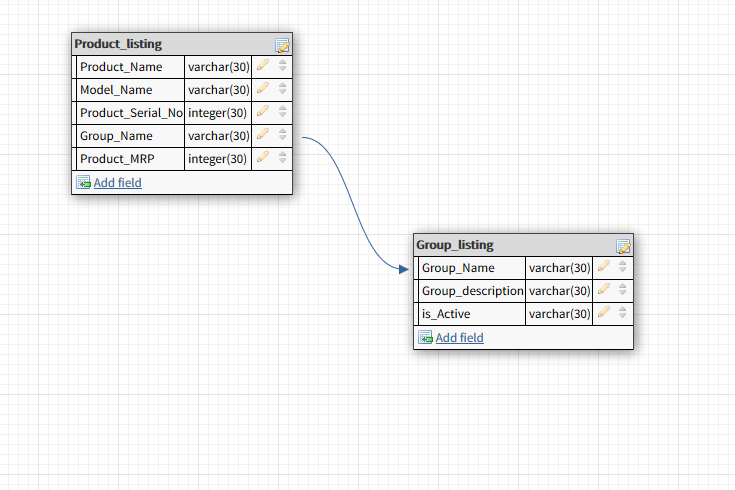 Product_listing
Product_Name varchar(30)
Model_Name varchar(30)
Product_Serial_No integer(30)
Group_Name varchar(30)
Product_MRP integer(30)
Add field
Group_listing
Group_Name varchar(30)
Group_description varchar(30)
is_Active varchar(30)
Add field